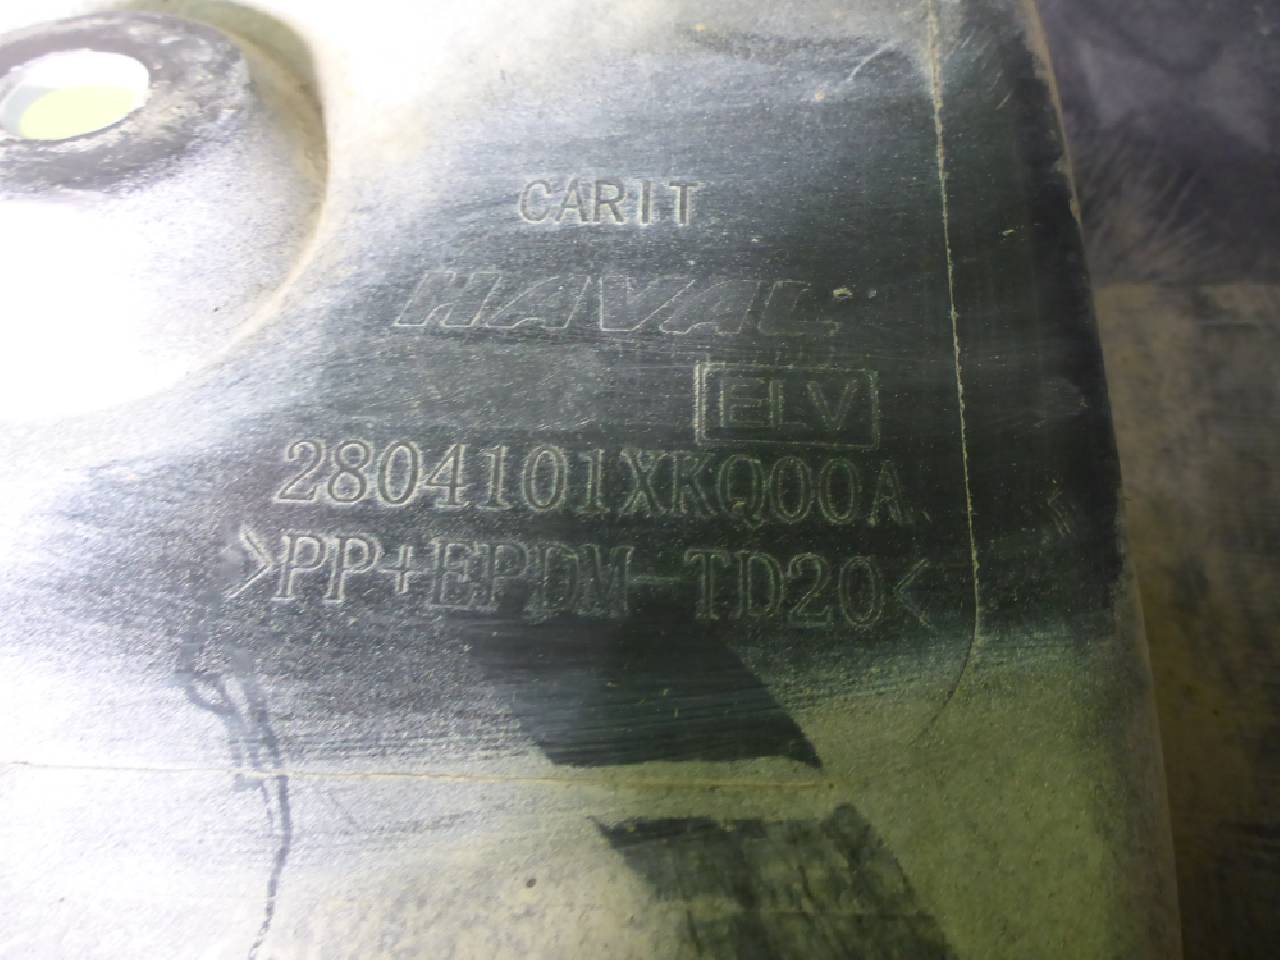 CARIT
HAVAL
ELV
2804101XKQ00A
>PP+EPDM-TD20<